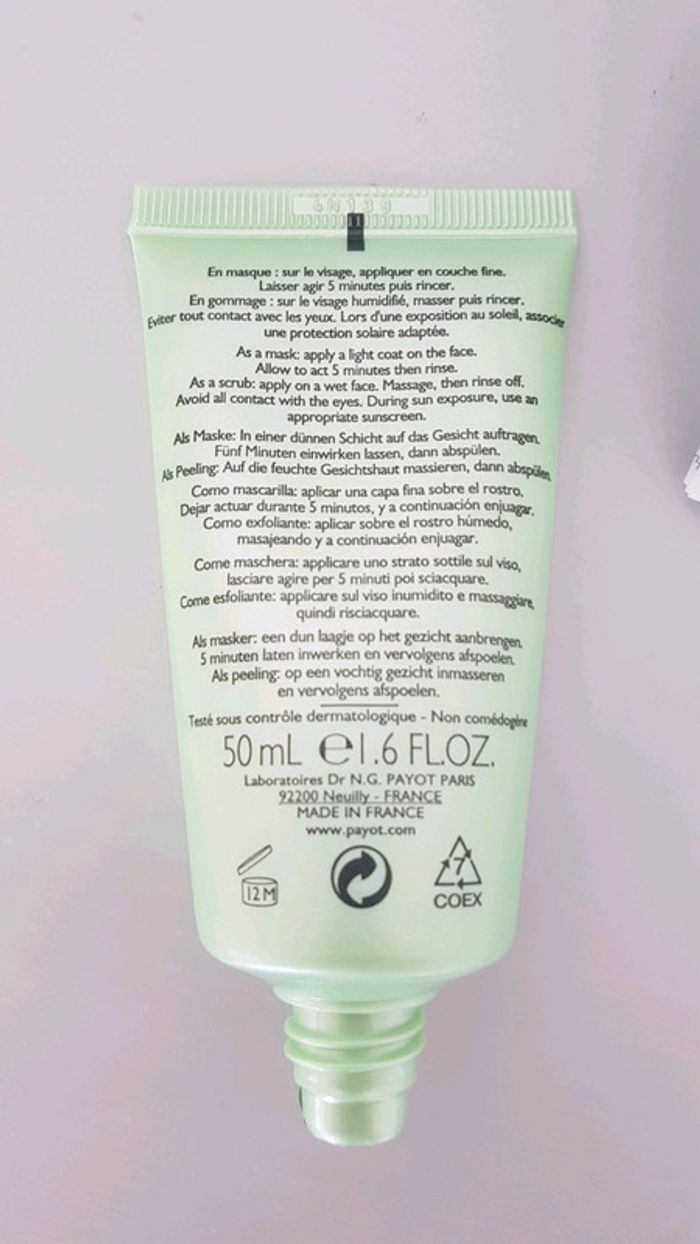 4N139
11
En masque : sur le visage, appliquer en couche fine.
Laisser agir 5 minutes puis rincer.
En gommage : sur le visage humidifié, masser puis rincer.
Eviter tout contact avec les yeux. Lors d'une exposition au soleil, associer
une protection solaire adaptée.
As a mask: apply a light coat on the face.
Allow to act 5 minutes then rinse.
As a scrub: apply on a wet face. Massage, then rinse off.
Avoid all contact with the eyes. During sun exposure, use an
appropriate sunscreen.
Als Maske: In einer dünnen Schicht auf das Gesicht auftragen.
Fünf Minuten einwirken lassen, dann abspülen.
Als Peeling: Auf die feuchte Gesichtshaut massieren, dann abspülen.
Como mascarilla: aplicar una capa fina sobre el rostro.
Dejar actuar durante 5 minutos, y a continuación enjuagar.
Como exfoliante: aplicar sobre el rostro húmedo,
masajeando y a continuación enjuagar.
Come maschera: applicare uno strato sottile sul viso,
lasciare agire per 5 minuti poi sciacquare.
Come esfoliante: applicare sul viso inumidito e massaggiare,
quindi risciacquare.
Als masker: een dun laagje op het gezicht aanbrengen,
5 minuten laten inwerken en vervolgens afspoelen.
Als peeling: op een vochtig gezicht inmasseren
en vervolgens afspoelen.
Testé sous contrôle dermatologique - Non comédogène
50 mL ℮1.6 FL.OZ.
Laboratoires Dr N.G. PAYOT PARIS
92200 Neuilly - FRANCE
MADE IN FRANCE
www.payot.com
12M
7
COEX